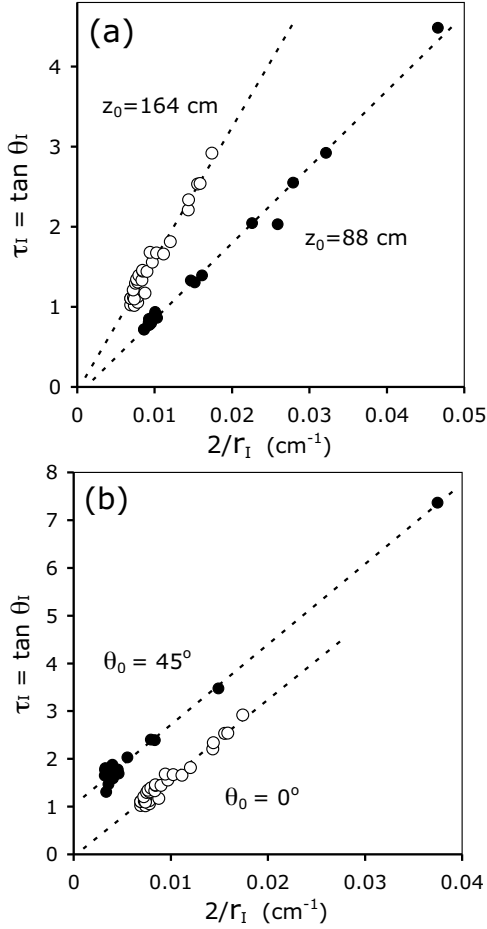 (a)
z₀=164 cm
z₀=88 cm
τI = tan θI
4
3
2
1
0
0 0.01 0.02 0.03 0.04 0.05
2/rI (cm⁻¹)
(b)
θ₀ = 45°
θ₀ = 0°
τI = tan θI
8
7
6
5
4
3
2
1
0
0 0.01 0.02 0.03 0.04
2/rI (cm⁻¹)